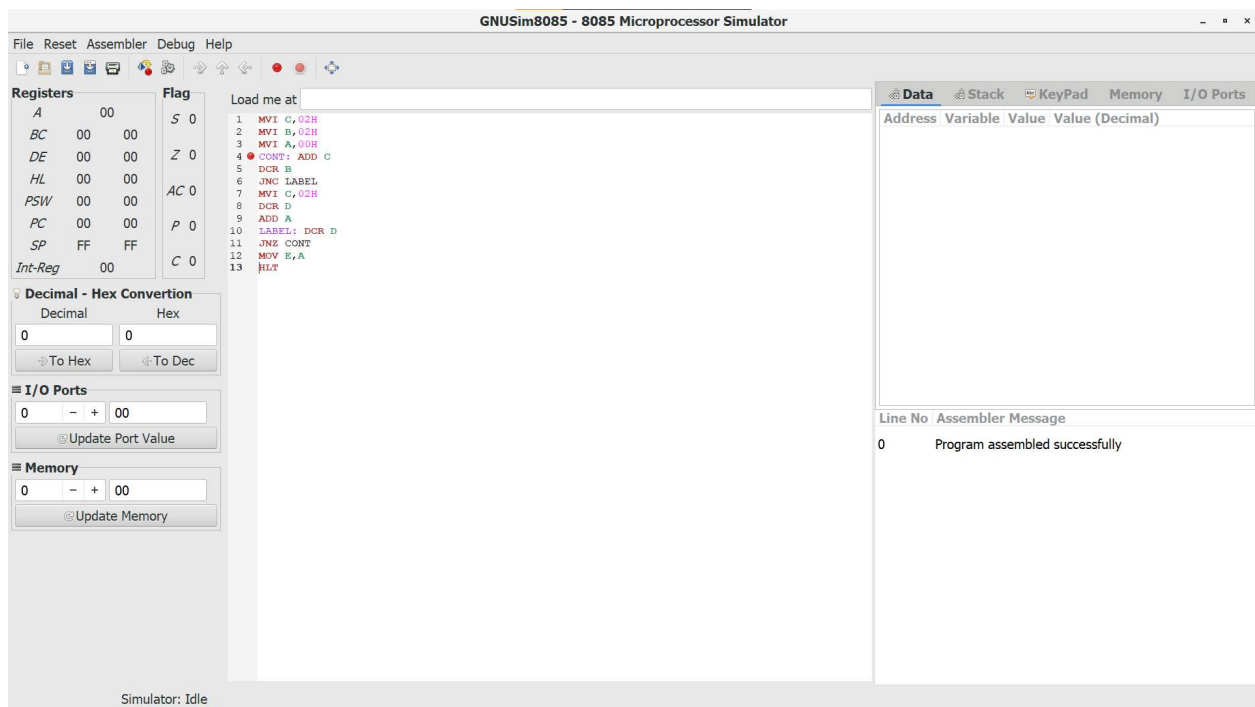 GNUSim8085 - 8085 Microprocessor Simulator
File Reset Assembler Debug Help
Registers
A 00
BC 00 00
DE 00 00
HL 00 00
PSW 00 00
PC 00 00
SP FF FF
Int-Reg 00
Flag
S 0
Z 0
AC 0
P 0
C 0
Decimal - Hex Convertion
Decimal Hex
0 0
To Hex To Dec
I/O Ports
0 - + 00
Update Port Value
Memory
0 - + 00
Update Memory
Load me at
1 MVI C,02H
2 MVI B,02H
3 MVI A,00H
4 CONT: ADD C
5 DCR B
6 JNC LABEL
7 MVI C,02H
8 DCR D
9 ADD A
10 LABEL: DCR D
11 JNZ CONT
12 MOV E,A
13 HLT
Data Stack KeyPad Memory I/O Ports
Address Variable Value Value (Decimal)
Line No Assembler Message
0 Program assembled successfully
Simulator: Idle